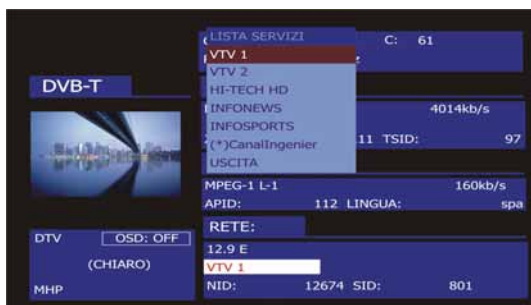 LISTA SERVIZI
C: 61
VTV 1
VTV 2
DVB-T
HI-TECH HD
INFONEWS
4014kb/s
INFOSPORTS
(*)CanalIngenier
11 TSID: 97
USCITA
MPEG-1 L-1 160kb/s
APID: 112 LINGUA: spa
RETE:
DTV OSD: OFF
12.9 E
(CHIARO)
VTV 1
MHP
NID: 12674 SID: 801